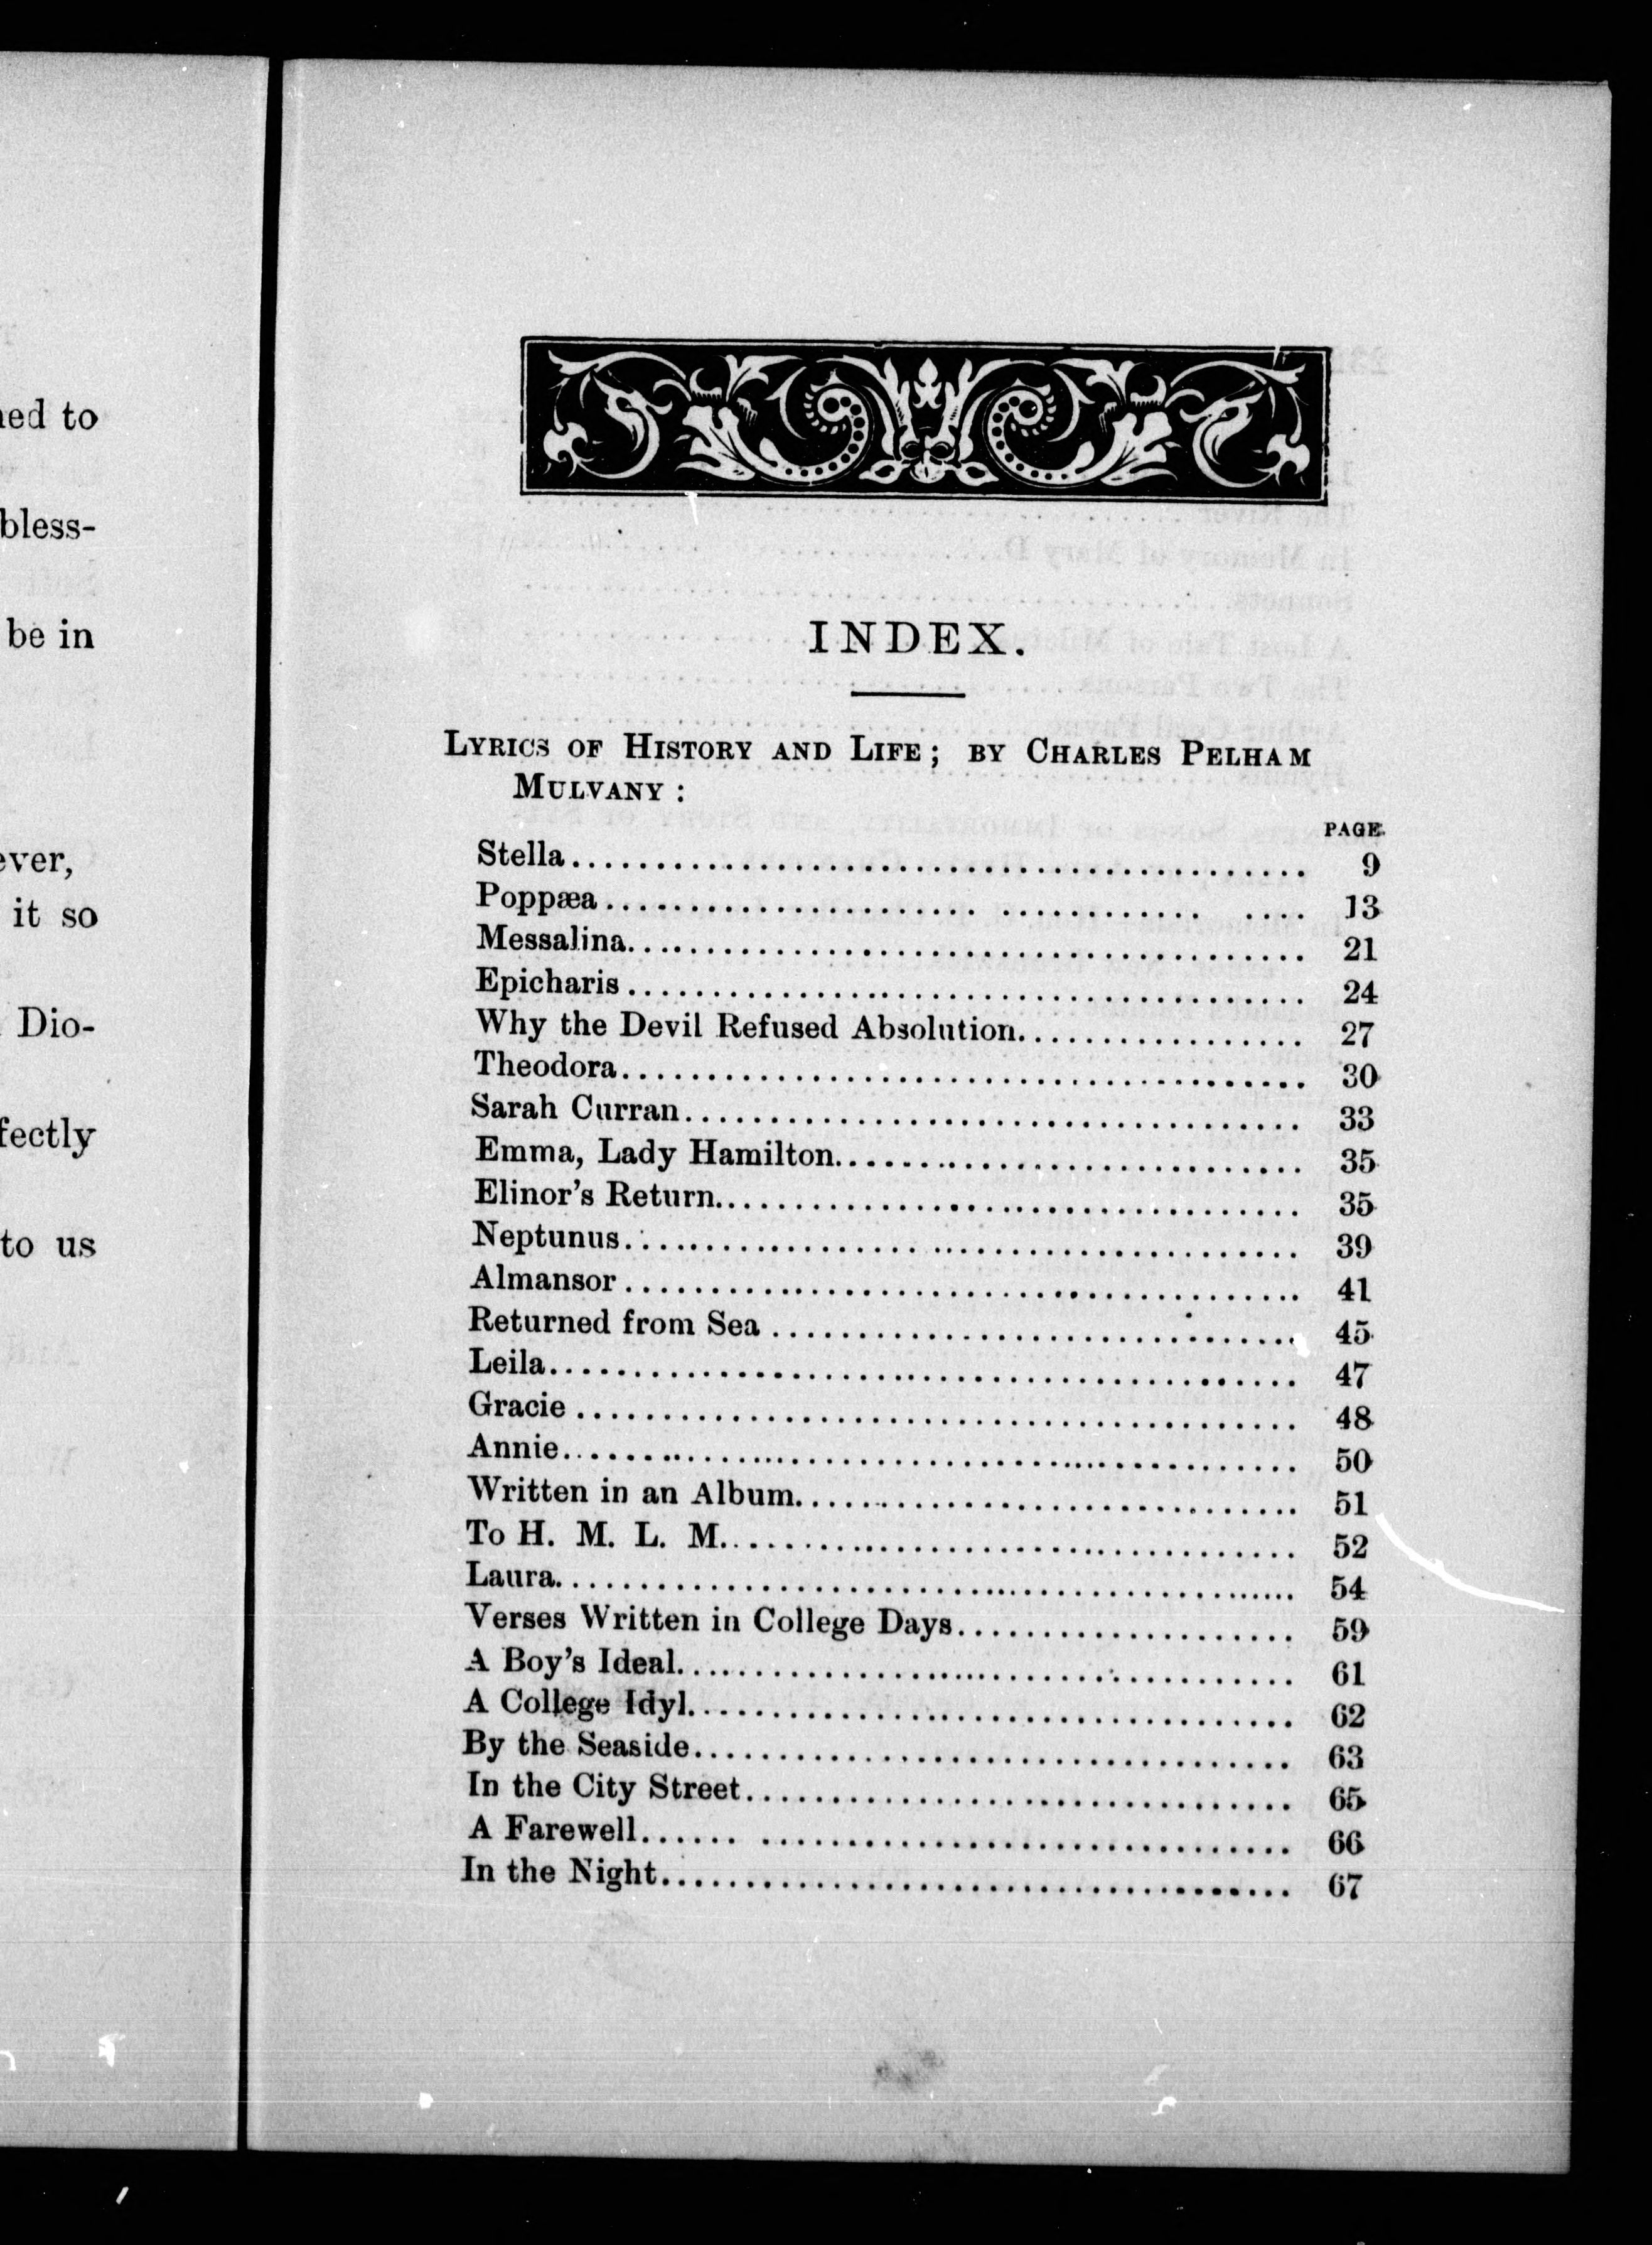 ned to
bless-
be in
ever,
it so
Dio-
fectly
to us
INDEX.
LYRICS OF HISTORY AND LIFE; BY CHARLES PELHAM
MULVANY:
PAGE.
Stella........................................ 9
Poppæa........................................ 13
Messalina........................................ 21
Epicharis........................................ 24
Why the Devil Refused Absolution................. 27
Theodora........................................ 30
Sarah Curran..................................... 33
Emma, Lady Hamilton........................... 35
Elinor's Return................................... 35
Neptunus........................................ 39
Almansor........................................ 41
Returned from Sea............................... 45
Leila........................................ 47
Gracie........................................ 48
Annie........................................ 50
Written in an Album............................. 51
To H. M. L. M.................................. 52
Laura........................................ 54
Verses Written in College Days.................... 59
A Boy's Ideal..................................... 61
A College Idyl.................................... 62
By the Seaside.................................... 63
In the City Street................................ 65
A Farewell...... ............................... 66
In the Night..................................... 67